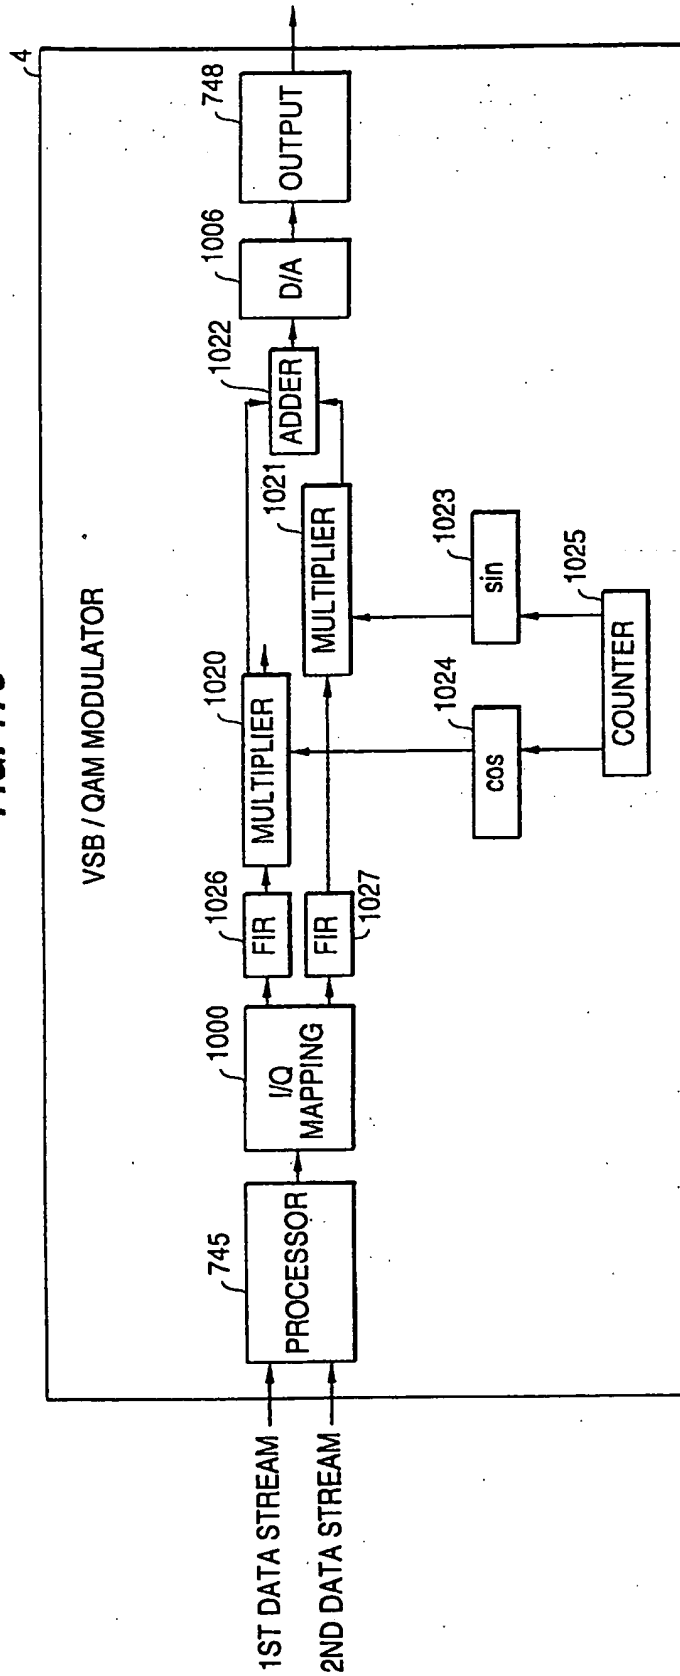 VSB / QAM MODULATOR
4
1ST DATA STREAM
2ND DATA STREAM
745
PROCESSOR
1000
I/Q
MAPPING
1026
FIR
FIR
1027
1020
MULTIPLIER
1021
MULTIPLIER
1022
ADDER
1006
D/A
748
OUTPUT
1024
cos
1023
sin
1025
COUNTER